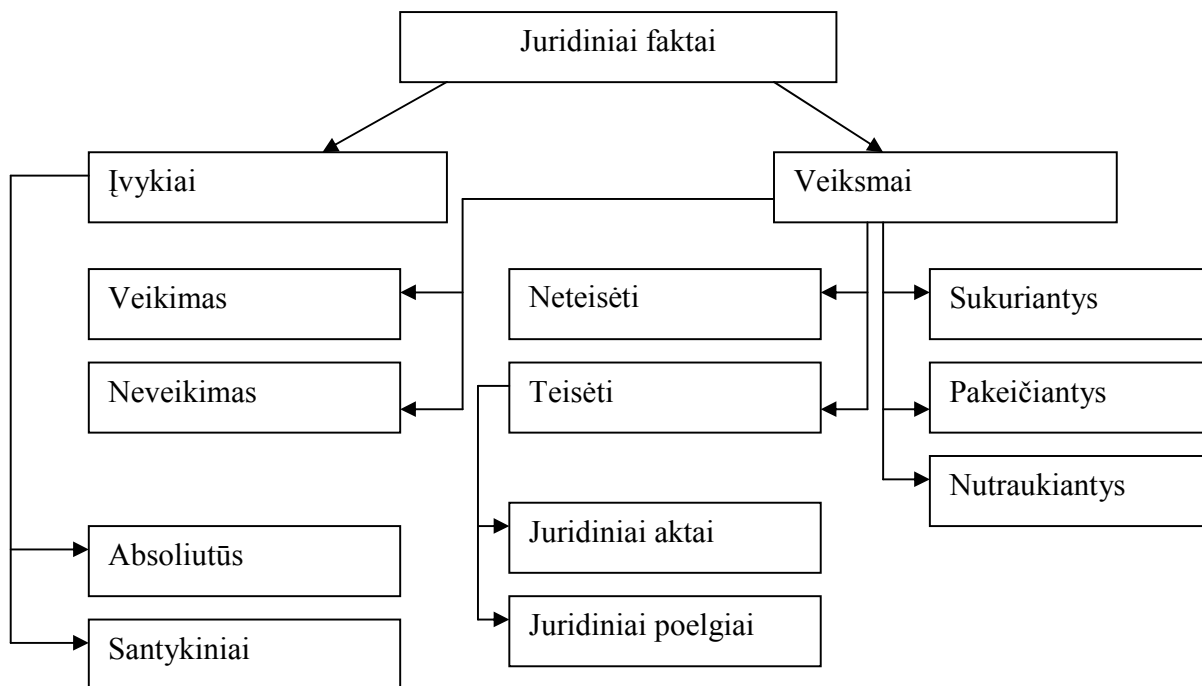 Juridiniai faktai
Įvykiai
Veiksmai
Veikimas
Neteisėti
Sukuriantys
Neveikimas
Teisėti
Pakeičiantys
Nutraukiantys
Absoliutūs
Juridiniai aktai
Santykiniai
Juridiniai poelgiai